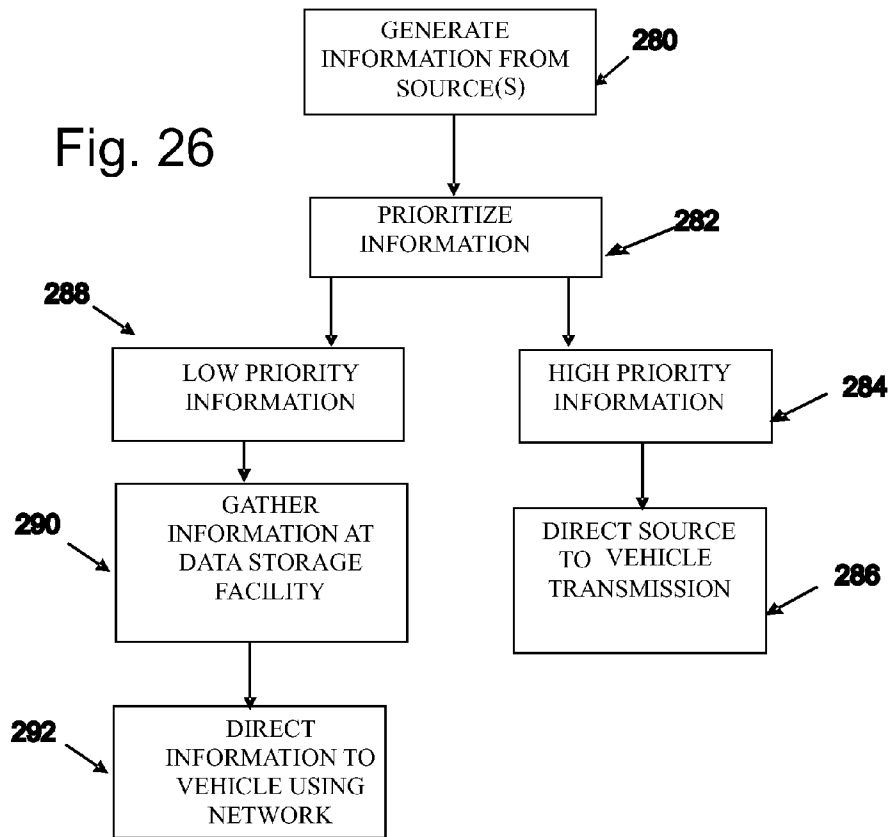 GENERATE
INFORMATION FROM
SOURCE(S)
280
Fig. 26
PRIORITIZE
INFORMATION
282
288
LOW PRIORITY
INFORMATION
HIGH PRIORITY
INFORMATION
284
290
GATHER
INFORMATION AT
DATA STORAGE
FACILITY
DIRECT SOURCE
TO VEHICLE
TRANSMISSION
286
292
DIRECT
INFORMATION TO
VEHICLE USING
NETWORK